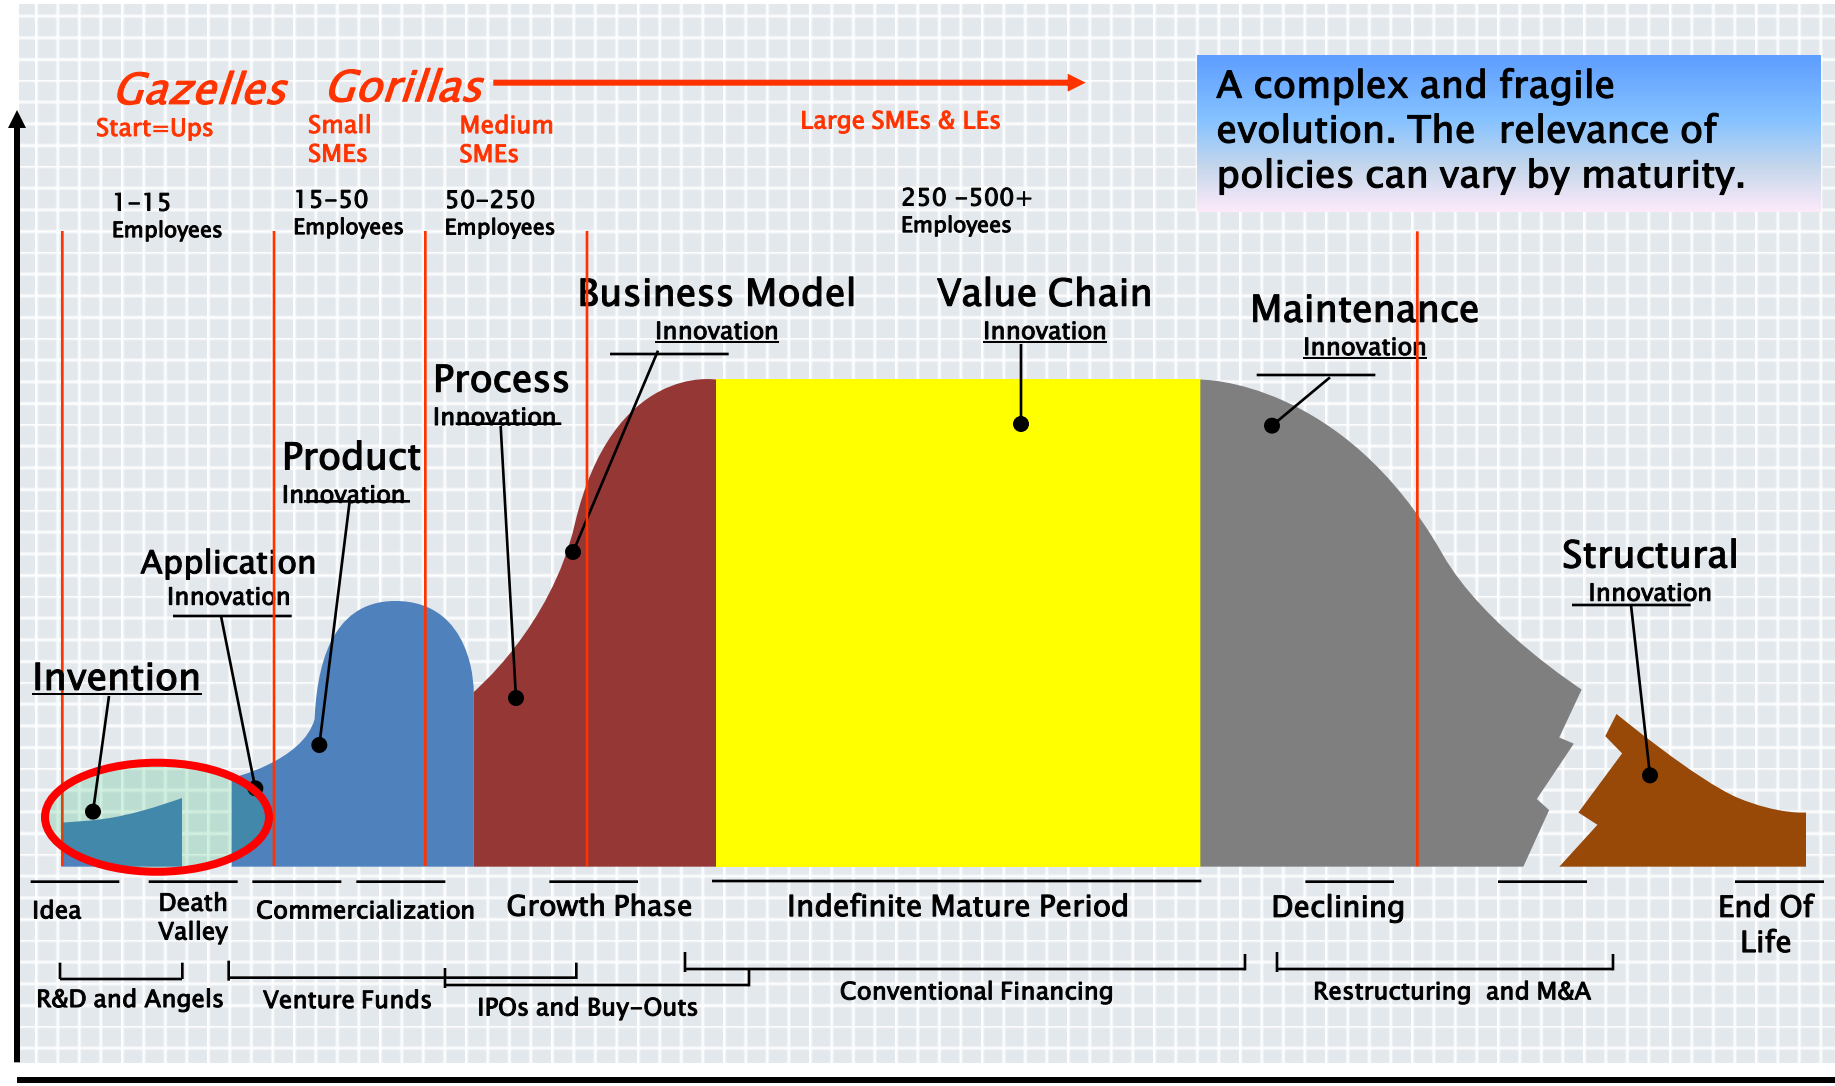 Gazelles
Start=Ups
Gorillas
Small
SMEs
Medium
SMEs
Large SMEs & LEs
A complex and fragile
evolution. The relevance of
policies can vary by maturity.
1-15
Employees
15-50
Employees
50-250
Employees
250 -500+
Employees
Business Model
Innovation
Value Chain
Innovation
Maintenance
Innovation
Process
Innovation
Product
Innovation
Application
Innovation
Structural
Innovation
Invention
Idea
Death
Valley
Commercialization
Growth Phase
Indefinite Mature Period
Declining
End Of
Life
R&D and Angels
Venture Funds
IPOs and Buy-Outs
Conventional Financing
Restructuring and M&A